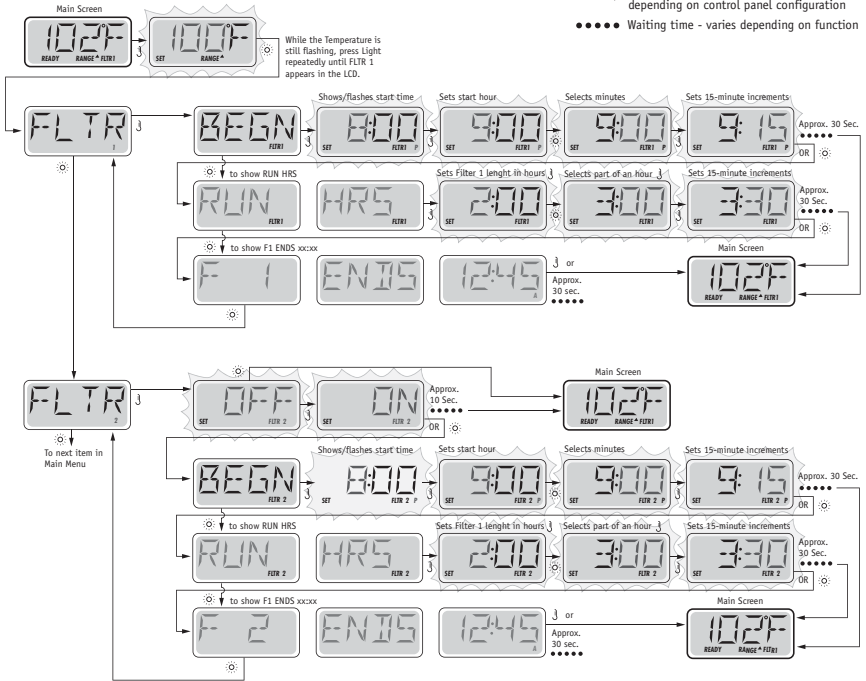 depending on control panel configuration
Waiting time - varies depending on function
Main Screen
102°F
READY RANGE FLTR1
100°F
SET RANGE
While the Temperature is
still flashing, press Light
repeatedly until FLTR 1
appears in the LCD.
Shows/flashes start time
Sets start hour
Selects minutes
Sets 15-minute increments
FLTR
1
BEGN
FLTR1
8:00
SET FLTR1 P
9:00
SET FLTR1 P
9:00
SET FLTR1 P
9:15
SET FLTR1 P
Approx. 30 Sec.
OR
to show RUN HRS
Sets Filter 1 lenght in hours
Selects part of an hour
Sets 15-minute increments
RUN
FLTR1
HRS
FLTR1
2:00
SET FLTR1
3:00
SET FLTR1
3:30
SET FLTR1
Approx.
30 Sec.
OR
to show F1 ENDS xx:xx
F 1
ENDS
12:45
A
or
Approx.
30 sec.
Main Screen
102°F
READY RANGE FLTR1
FLTR
2
OFF
SET FLTR 2
ON
SET FLTR 2
Approx.
10 Sec.
OR
Main Screen
102°F
READY RANGE FLTR1
To next item in
Main Menu
Shows/flashes start time
Sets start hour
Selects minutes
Sets 15-minute increments
BEGN
FLTR 2
8:00
SET FLTR 2 P
9:00
SET FLTR 2 P
9:00
SET FLTR 2 P
9:15
SET FLTR 2 P
Approx. 30 Sec.
OR
to show RUN HRS
Sets Filter 1 lenght in hours
Selects part of an hour
Sets 15-minute increments
RUN
FLTR 2
HRS
FLTR 2
2:00
SET FLTR 2
3:00
SET FLTR 2
3:30
SET FLTR 2
Approx.
30 Sec.
OR
to show F1 ENDS xx:xx
F 2
ENDS
12:45
A
or
Approx.
30 sec.
Main Screen
102°F
READY RANGE FLTR1